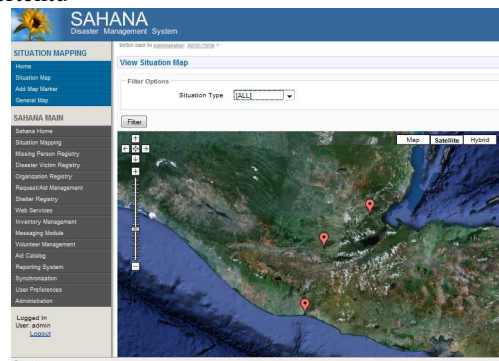 SAHANA
Disaster Management System
Admin Home
SITUATION MAPPING
Home
Situation Map
Add Map Marker
General Map
SAHANA MAIN
Sahana Home
Situation Mapping
Missing Person Registry
Disaster Victim Registry
Organization Registry
Request/Aid Management
Shelter Registry
Web Services
Inventory Management
Messaging Module
Volunteer Management
Aid Catalog
Reporting System
Synchronization
User Preferences
Administration
Logged In
User: admin
Logout
View Situation Map
Filter Options
Situation Type [ALL]
Filter
Map Satellite Hybrid